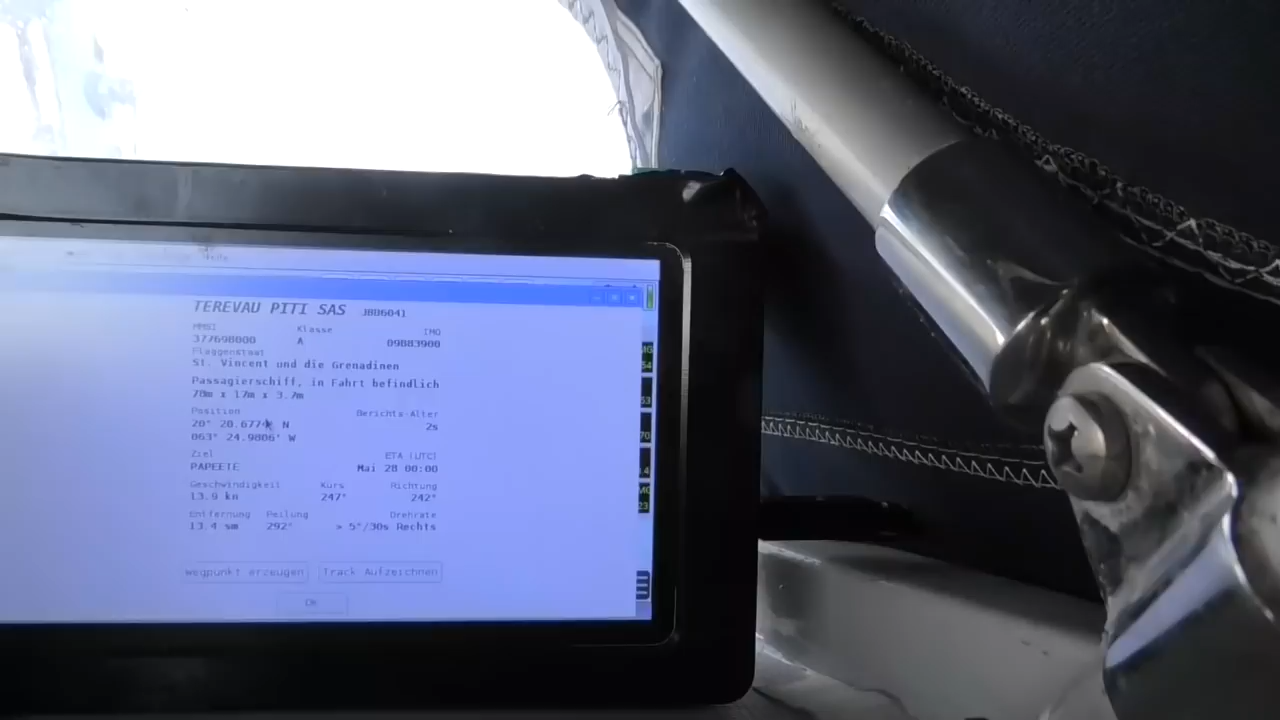 Hilfe
TEREVAU PITI SAS J8B6041
MMSI Klasse IMO
377698000 A 09883900
Flaggenstaat
St. Vincent und die Grenadinen
Passagierschiff, in Fahrt befindlich
78m x 17m x 3.7m
Position Berichts-Alter
20° 20.6774' N 2s
063° 24.9806' W
Ziel ETA (UTC)
PAPEETE Mai 28 00:00
Geschwindigkeit Kurs Richtung
13.9 kn 247° 242°
Entfernung Peilung Drehrate
13.4 sm 292° > 5°/30s Rechts
Wegpunkt erzeugen Track Aufzeichnen
Ok